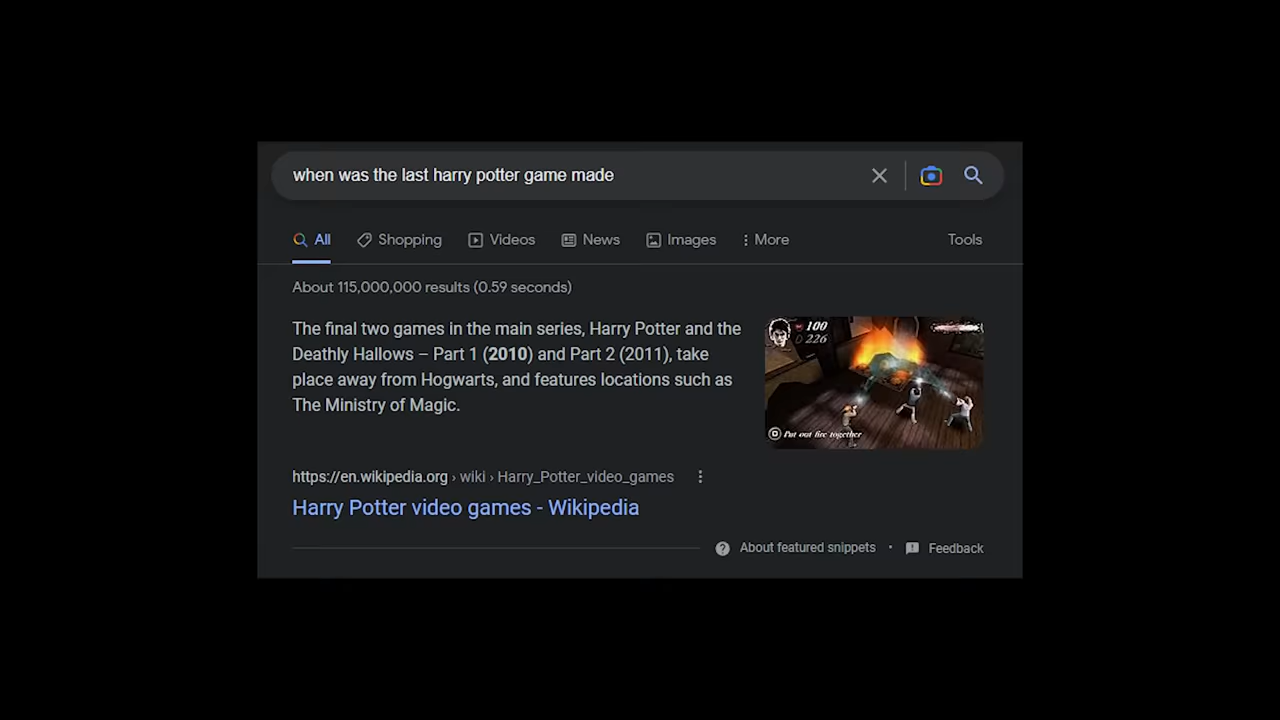 when was the last harry potter game made
All Shopping Videos News Images More Tools
About 115,000,000 results (0.59 seconds)
The final two games in the main series, Harry Potter and the
Deathly Hallows – Part 1 (2010) and Part 2 (2011), take
place away from Hogwarts, and features locations such as
The Ministry of Magic.
100
226
Put out fire together
https://en.wikipedia.org › wiki › Harry_Potter_video_games
Harry Potter video games - Wikipedia
About featured snippets • Feedback